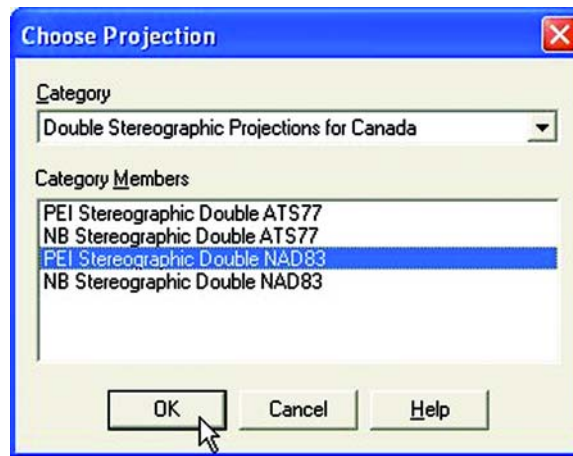 Choose Projection
Category
Double Stereographic Projections for Canada
Category Members
PEI Stereographic Double ATS77
NB Stereographic Double ATS77
PEI Stereographic Double NAD83
NB Stereographic Double NAD83
OK Cancel Help